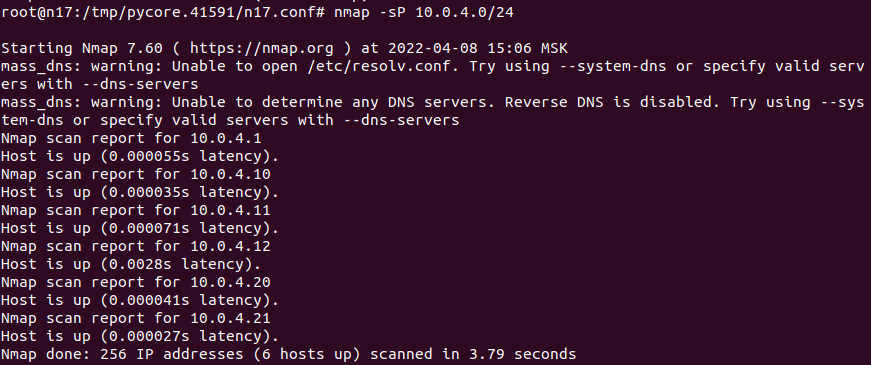 root@n17:/tmp/pycore.41591/n17.conf# nmap -sP 10.0.4.0/24
Starting Nmap 7.60 ( https://nmap.org ) at 2022-04-08 15:06 MSK
mass_dns: warning: Unable to open /etc/resolv.conf. Try using --system-dns or specify valid serv
ers with --dns-servers
mass_dns: warning: Unable to determine any DNS servers. Reverse DNS is disabled. Try using --sys
tem-dns or specify valid servers with --dns-servers
Nmap scan report for 10.0.4.1
Host is up (0.000055s latency).
Nmap scan report for 10.0.4.10
Host is up (0.000035s latency).
Nmap scan report for 10.0.4.11
Host is up (0.000071s latency).
Nmap scan report for 10.0.4.12
Host is up (0.0028s latency).
Nmap scan report for 10.0.4.20
Host is up (0.000041s latency).
Nmap scan report for 10.0.4.21
Host is up (0.000027s latency).
Nmap done: 256 IP addresses (6 hosts up) scanned in 3.79 seconds